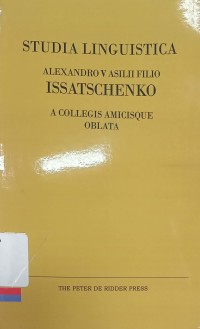 STUDIA LINGUISTICA
ALEXANDRO VASILII FILIO
ISSATSCHENKO
A COLLEGIS AMICISQUE
OBLATA
THE PETER DE RIDDER PRESS